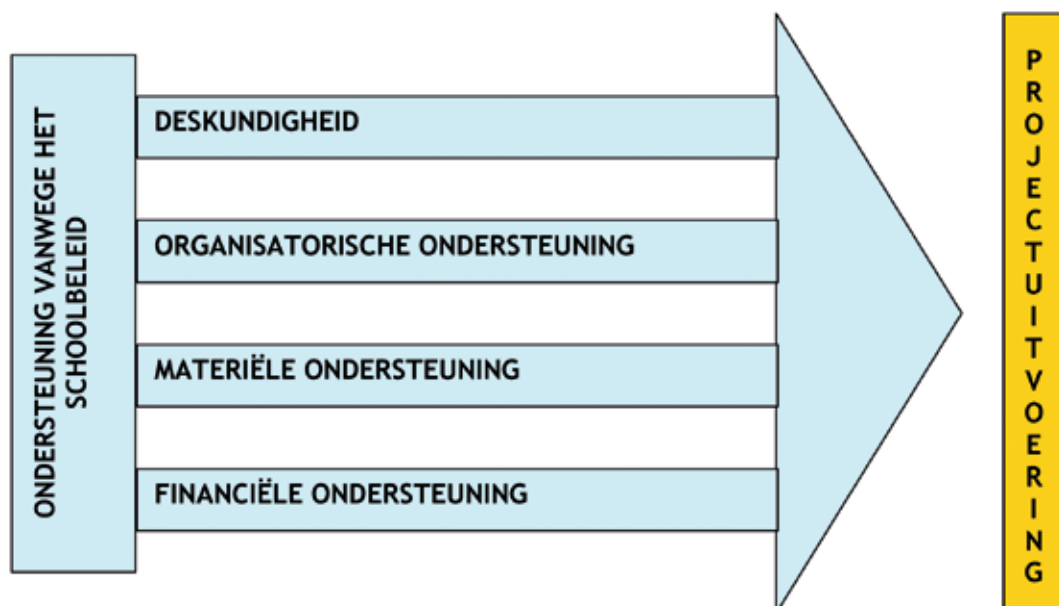 ONDERSTEUNING VANWEGE HET
SCHOOLBELEID
DESKUNDIGHEID
ORGANISATORISCHE ONDERSTEUNING
MATERIËLE ONDERSTEUNING
FINANCIËLE ONDERSTEUNING
PROJECTUITVOERING